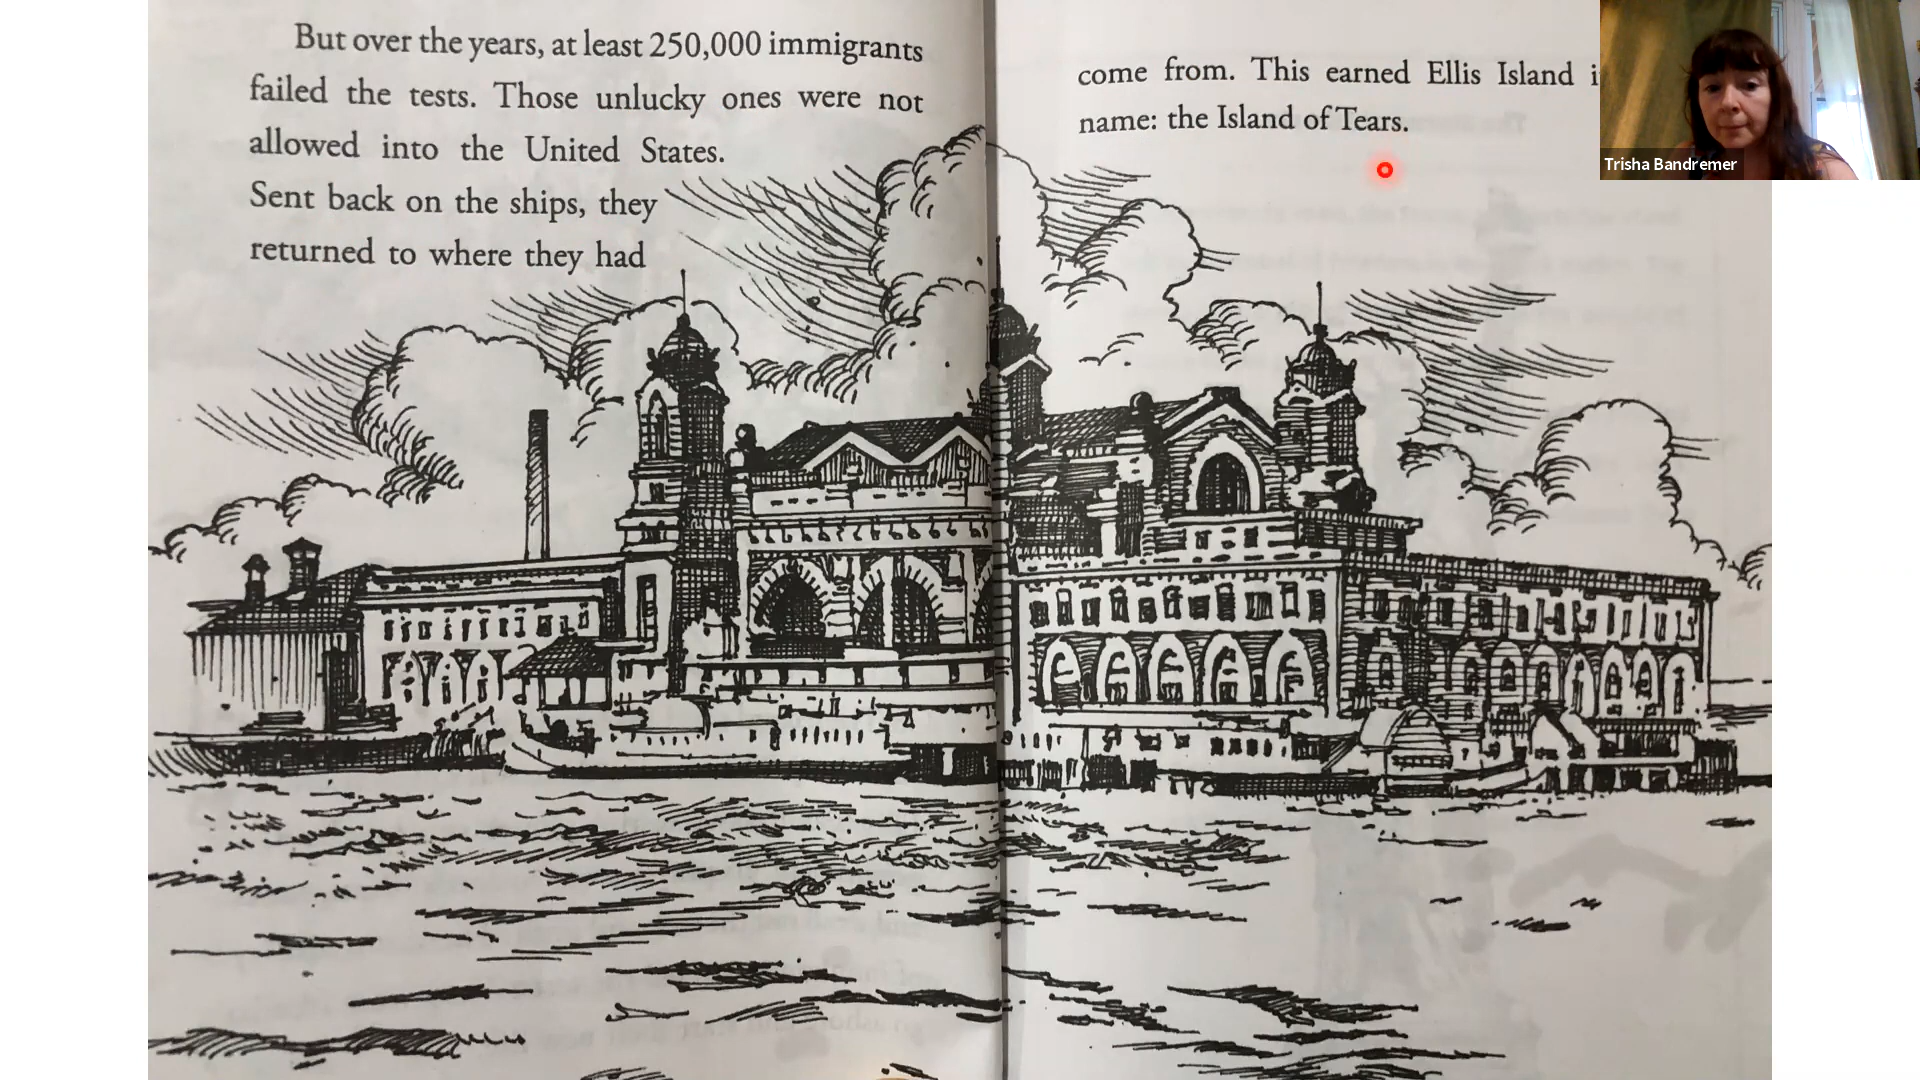 But over the years, at least 250,000 immigrants
failed the tests. Those unlucky ones were not
allowed into the United States.
Sent back on the ships, they
returned to where they had
come from. This earned Ellis Island
name: the Island of Tears.
Trisha Bandremer